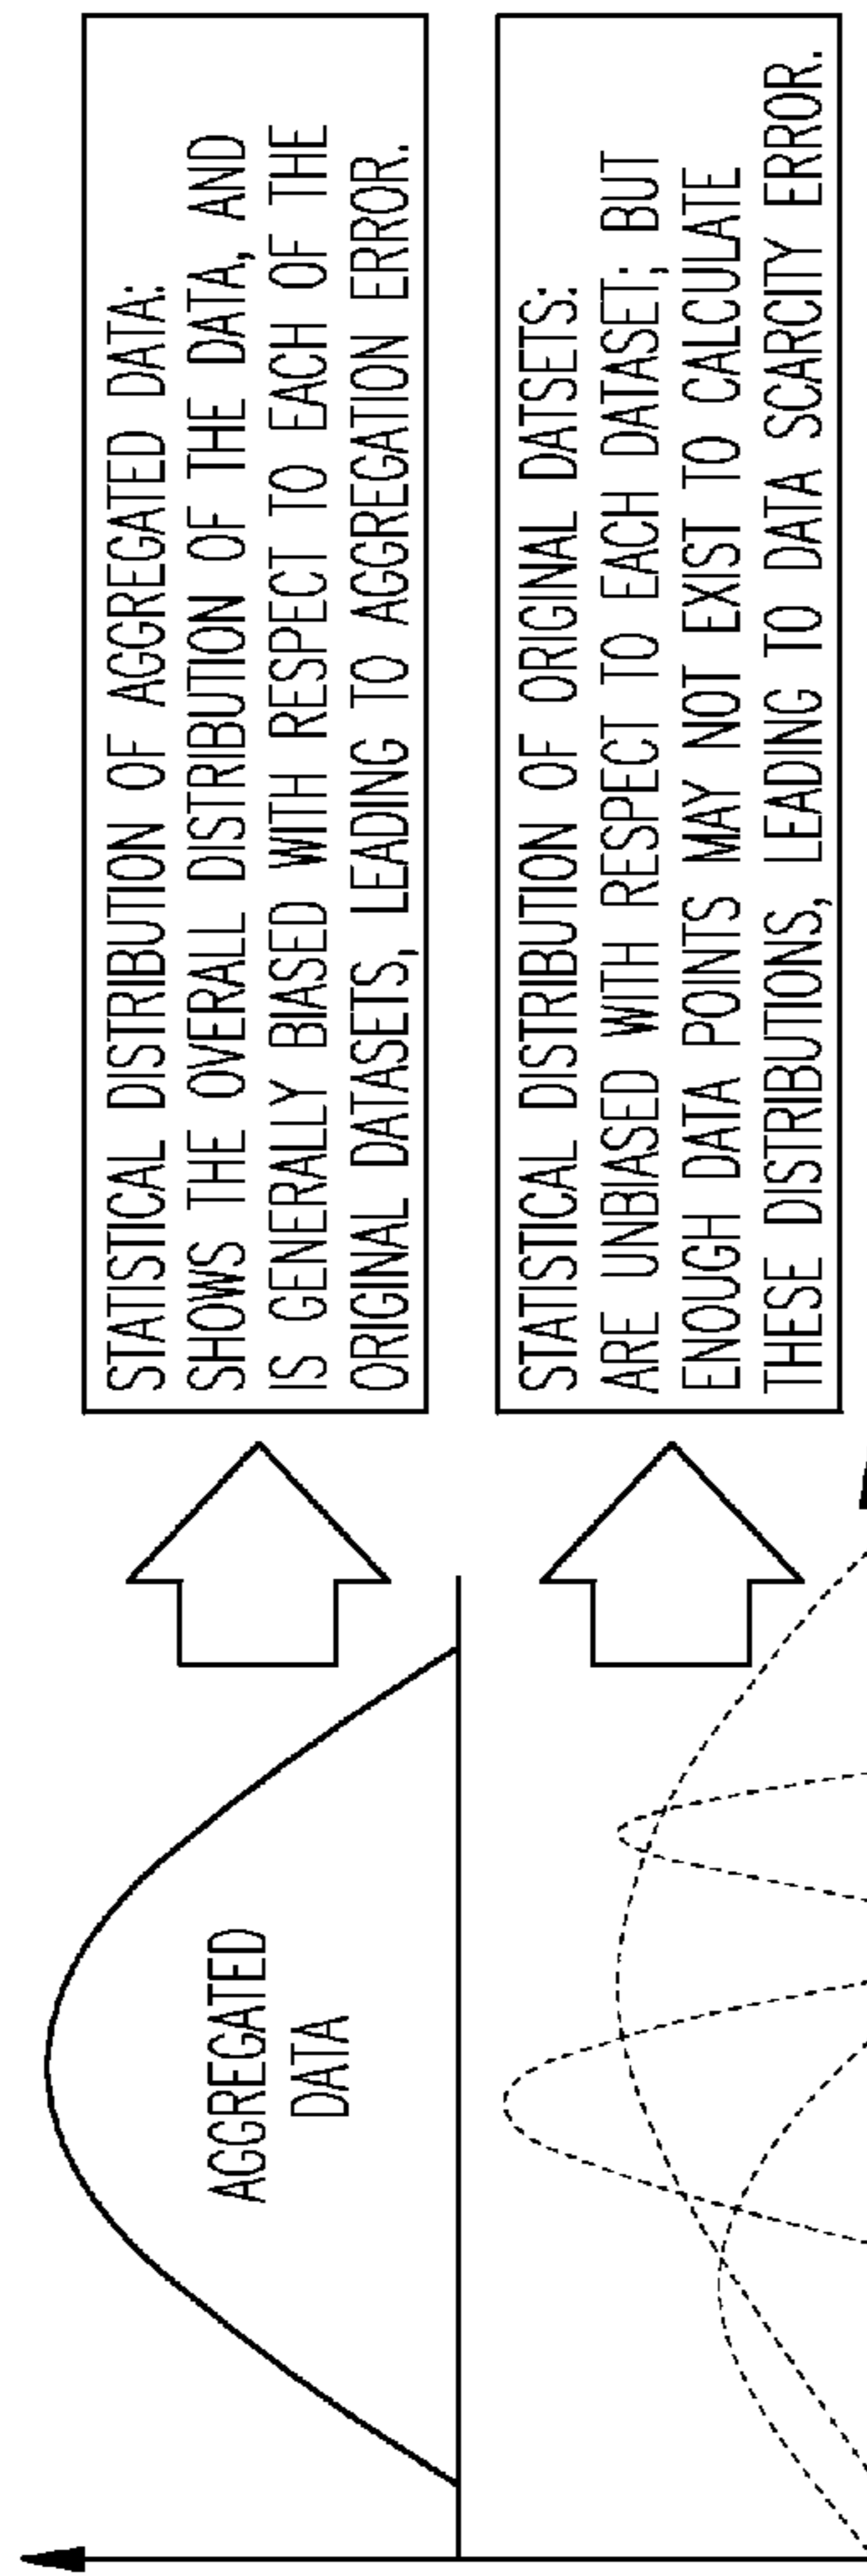 AGGREGATED
DATA
STATISTICAL DISTRIBUTION OF AGGREGATED DATA:
SHOWS THE OVERALL DISTRIBUTION OF THE DATA, AND
IS GENERALLY BIASED WITH RESPECT TO EACH OF THE
ORIGINAL DATASETS, LEADING TO AGGREGATION ERROR.
STATISTICAL DISTRIBUTION OF ORIGINAL DATSETS:
ARE UNBIASED WITH RESPECT TO EACH DATASET; BUT
ENOUGH DATA POINTS MAY NOT EXIST TO CALCULATE
THESE DISTRIBUTIONS, LEADING TO DATA SCARCITY ERROR.